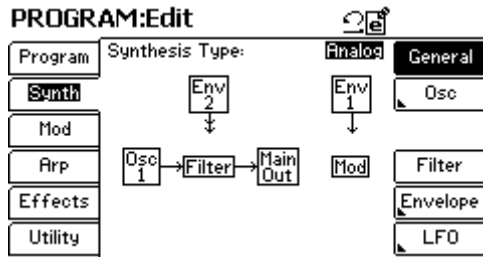 PROGRAM:Edit e
Program Synthesis Type: Analog General
Synth Env 2 Env 1 Osc
Mod
Arp Osc 1 Filter Main Out Mod Filter
Effects Envelope
Utility LFO